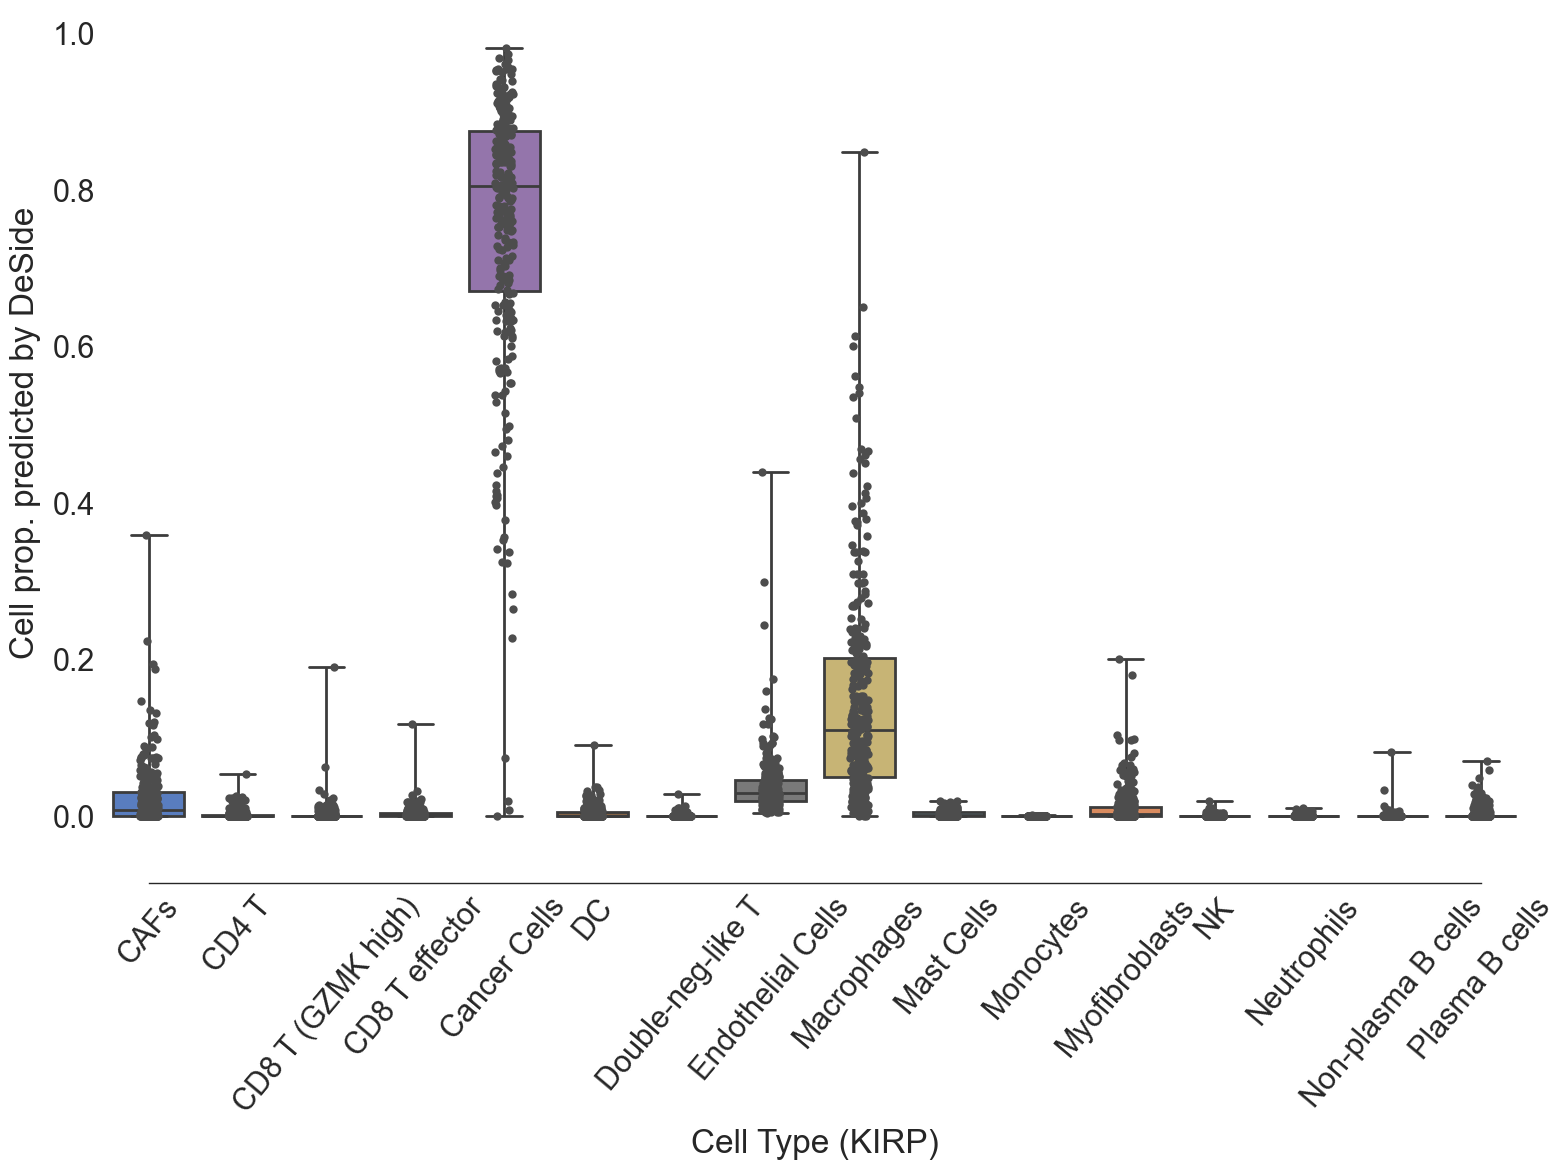 Cell prop. predicted by DeSide
1.0
0.8
0.6
0.4
0.2
0.0
CAFs
CD4 T
CD8 T (GZMK high)
CD8 T effector
Cancer Cells
DC
Double-neg-like T
Endothelial Cells
Macrophages
Mast Cells
Monocytes
Myofibroblasts
NK
Neutrophils
Non-plasma B cells
Plasma B cells
Cell Type (KIRP)